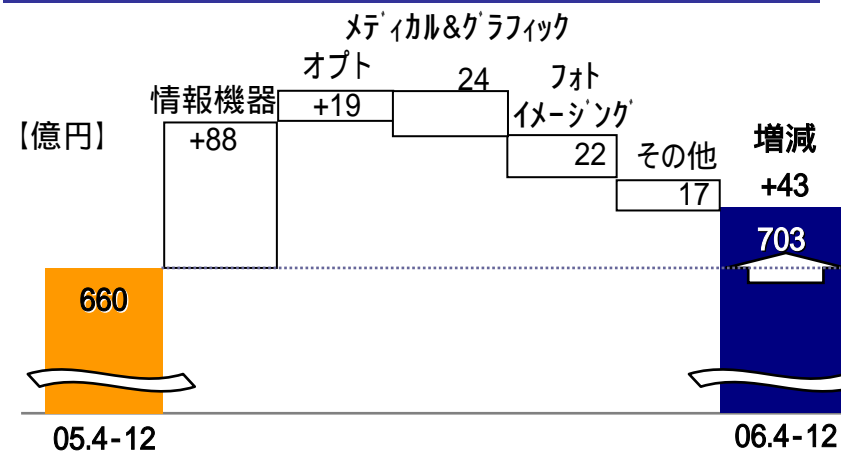 メディカル&グラフィック
オプト
24
フォト
イメージング
情報機器
+19
【億円】
+88
22
その他
増減
17
+43
703
660
05.4-12
06.4-12